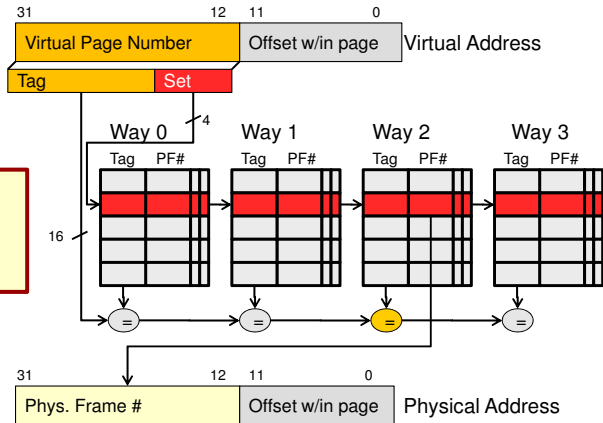 31 12 11 0
Virtual Page Number Offset w/in page Virtual Address
Tag Set
4
Way 0 Way 1 Way 2 Way 3
Tag PF# Tag PF# Tag PF# Tag PF#
16
= = = =
31 12 11 0
Phys. Frame # Offset w/in page Physical Address